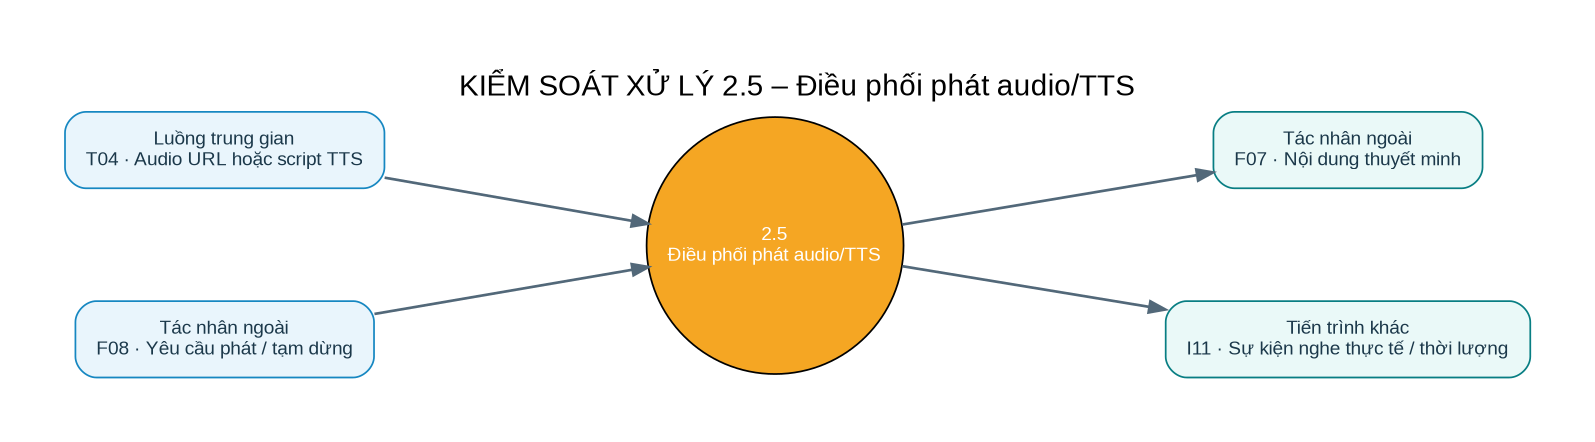 KIỂM SOÁT XỬ LÝ 2.5 – Điều phối phát audio/TTS
Luồng trung gian
T04 · Audio URL hoặc script TTS
Tác nhân ngoài
F07 · Nội dung thuyết minh
2.5
Điều phối phát audio/TTS
Tác nhân ngoài
F08 · Yêu cầu phát / tạm dừng
Tiến trình khác
I11 · Sự kiện nghe thực tế / thời lượng